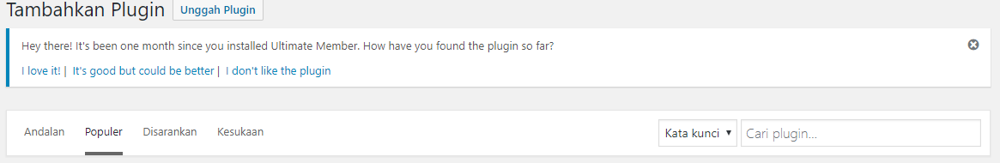 Tambahkan Plugin Unggah Plugin
Hey there! It's been one month since you installed Ultimate Member. How have you found the plugin so far?
I love it! | It's good but could be better | I don't like the plugin
Andalan Populer Disarankan Kesukaan Kata kunci Cari plugin...